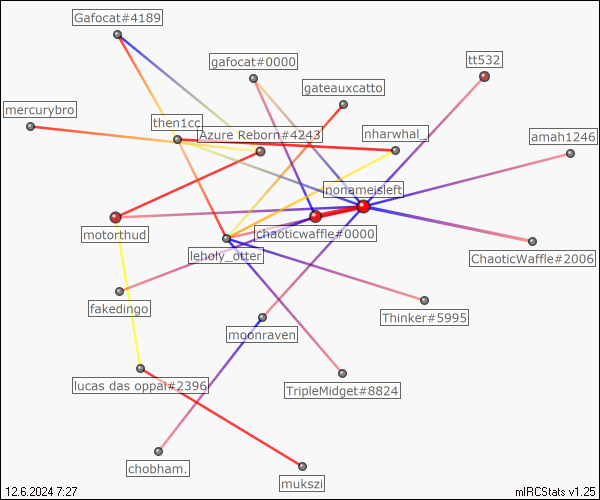 Gafocat#4189
gafocat#0000
tt532
gateauxcatto
mercurybro
then1cc
Azure Reborn#4243
nharwhal_
amah1246
nonameisleft
motorthud
chaoticwaffle#0000
leholy_otter
ChaoticWaffle#2006
fakedingo
Thinker#5995
moonraven
lucas das oppai#2396
TripleMidget#8824
chobham.
mukszi
12.6.2024 7:27
mIRCStats v1.25